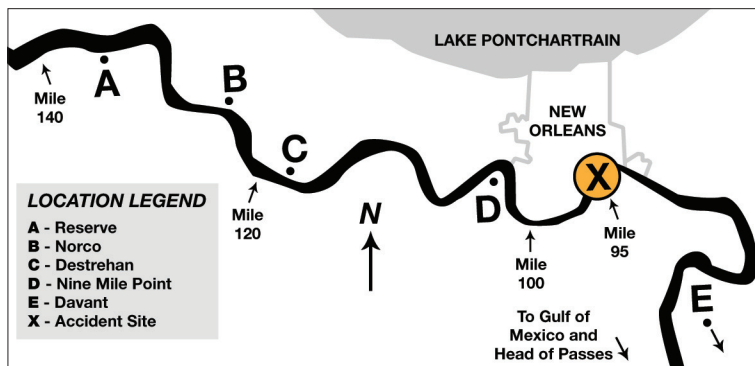 LAKE PONTCHARTRAIN
B
A
Mile
140
NEW
ORLEANS
C
X
D
Mile
120
N
Mile
95
Mile
100
E
LOCATION LEGEND
A - Reserve
B - Norco
C - Destrehan
D - Nine Mile Point
E - Davant
X - Accident Site
To Gulf of
Mexico and
Head of Passes